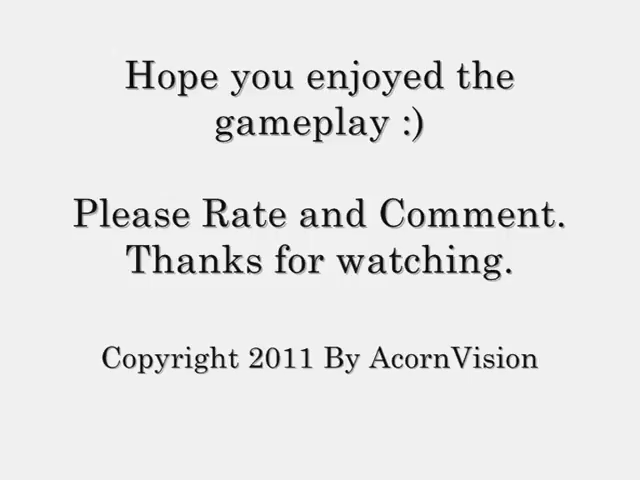 Hope you enjoyed the
gameplay :)
Please Rate and Comment.
Thanks for watching.
Copyright 2011 By AcornVision